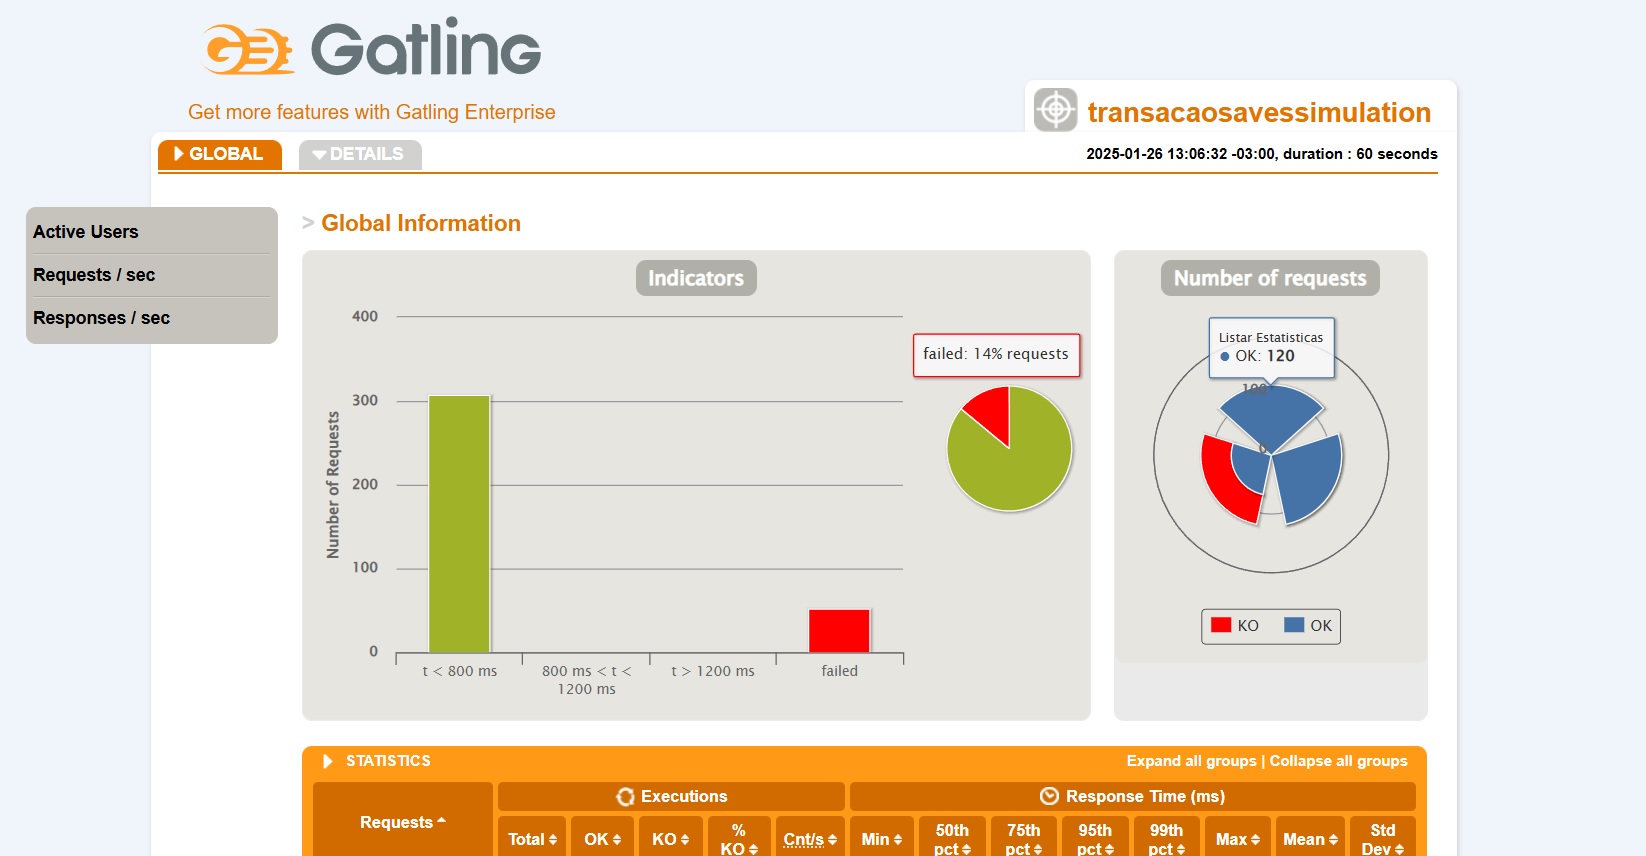 Gatling
Get more features with Gatling Enterprise
transacaosavessimulation
GLOBAL
DETAILS
2025-01-26 13:06:32 -03:00, duration : 60 seconds
Active Users
Requests / sec
Responses / sec
> Global Information
Indicators
Number of Requests
400
300
200
100
0
t < 800 ms
800 ms < t <
1200 ms
t > 1200 ms
failed
failed: 14% requests
Number of requests
Listar Estatisticas
OK: 120
100
0
KO
OK
STATISTICS
Expand all groups | Collapse all groups
Requests
Executions
Response Time (ms)
Total
OK
KO
%
KO
Cnt/s
Min
50th
pct
75th
pct
95th
pct
99th
pct
Max
Mean
Std
Dev